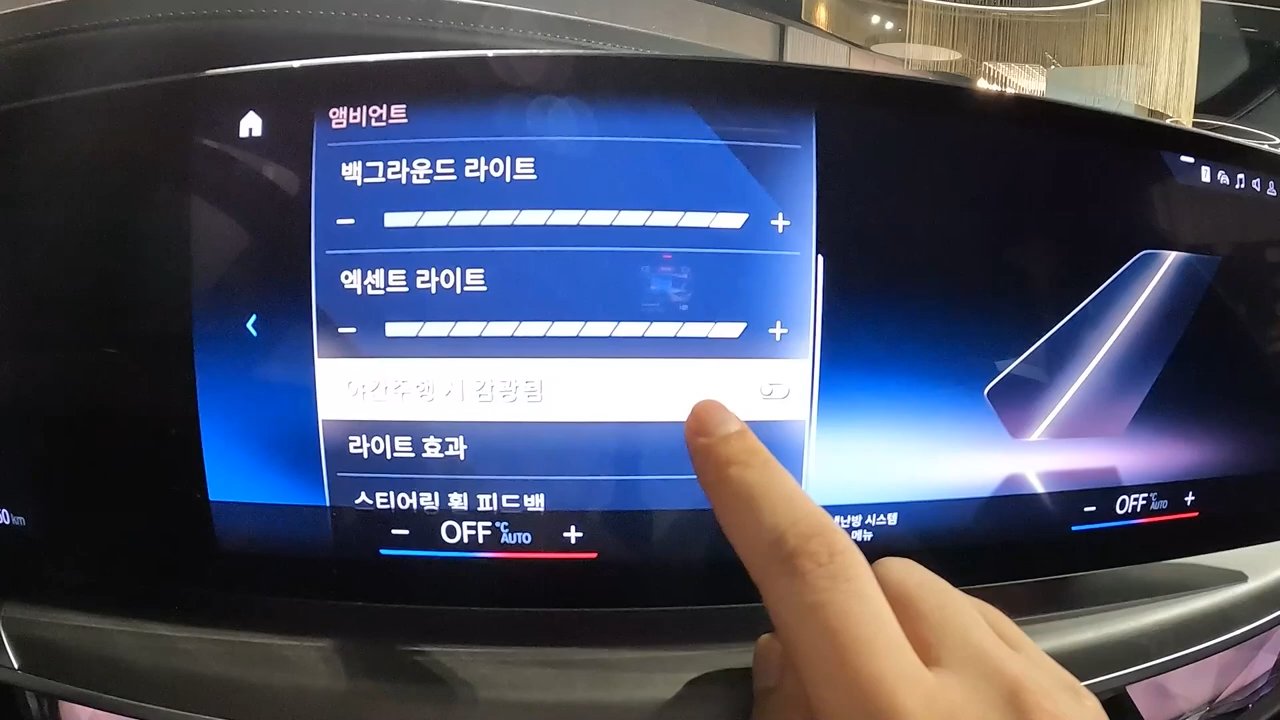 앰비언트
백그라운드 라이트
−
+
엑센트 라이트
−
+
야간주행 시 감광됨
라이트 효과
스티어링 휠 피드백
− OFF °C AUTO +
− OFF °C AUTO +
시스템
메뉴
km